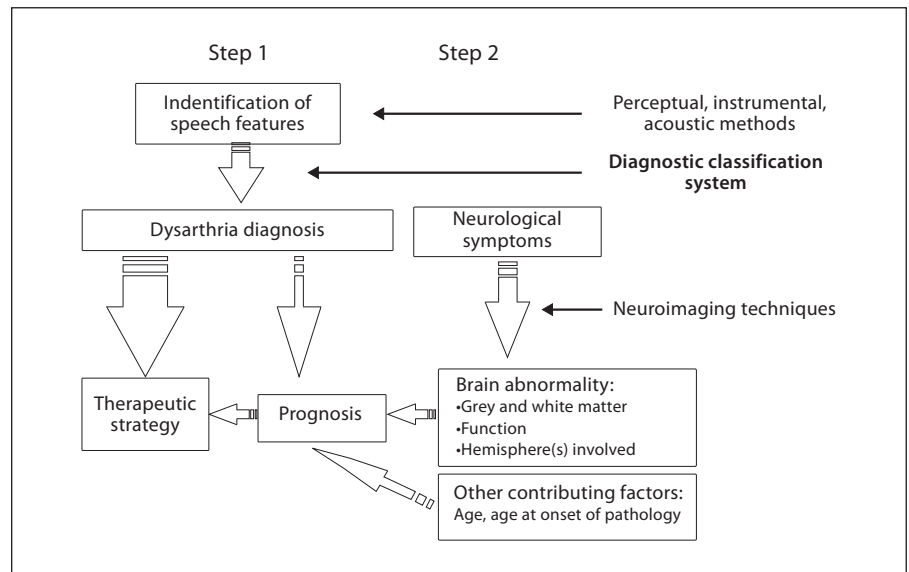 Step 1
Step 2
Indentification of
speech features
Perceptual, instrumental,
acoustic methods
Diagnostic classification
system
Dysarthria diagnosis
Neurological
symptoms
Neuroimaging techniques
Therapeutic
strategy
Prognosis
Brain abnormality:
•Grey and white matter
•Function
•Hemisphere(s) involved
Other contributing factors:
Age, age at onset of pathology